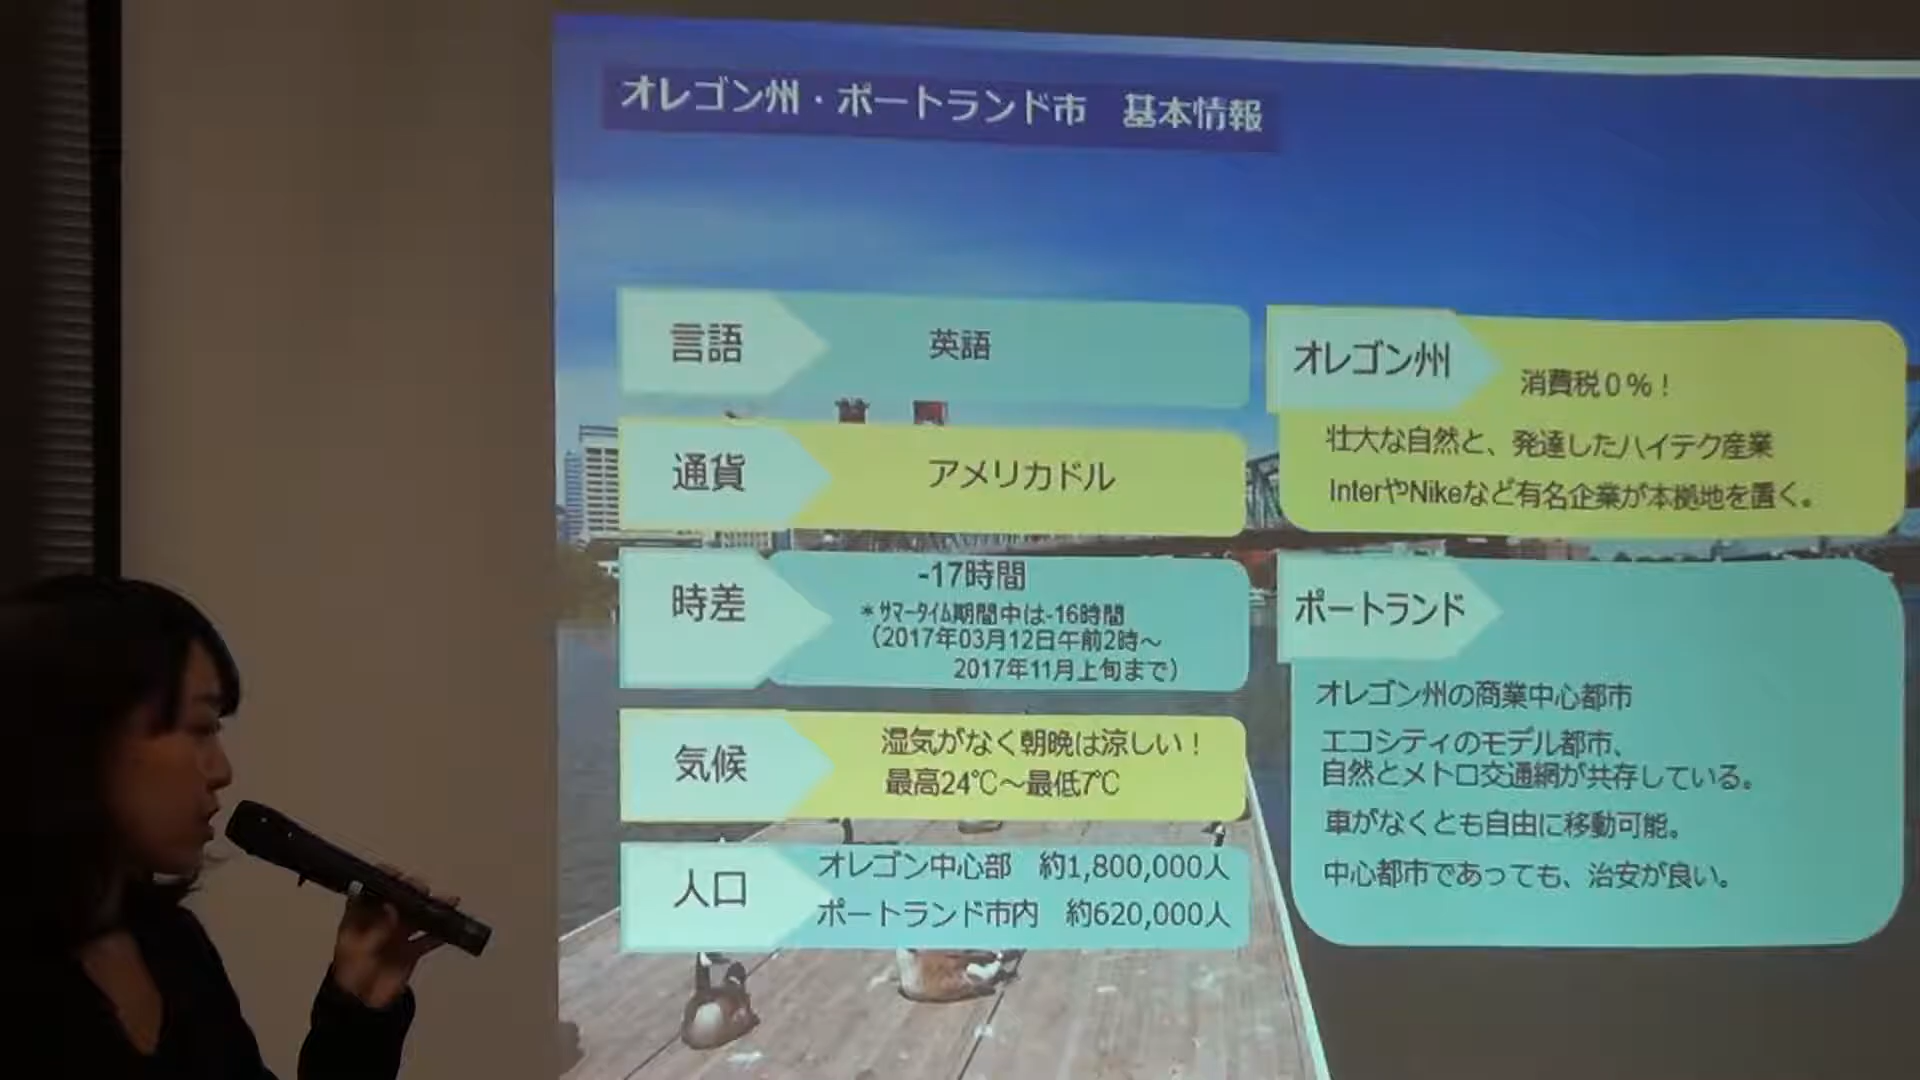 オレゴン州・ポートランド市 基本情報
言語
英語
通貨
アメリカドル
時差
-17時間
*ｻﾏｰﾀｲﾑ期間中は-16時間
(2017年03月12日午前2時～
2017年11月上旬まで)
気候
湿気がなく朝晩は涼しい!
最高24℃～最低7℃
人口
オレゴン中心部 約1,800,000人
ポートランド市内 約620,000人
オレゴン州
消費税0%!
壮大な自然と、発達したハイテク産業
InterやNikeなど有名企業が本拠地を置く。
ポートランド
オレゴン州の商業中心都市
エコシティのモデル都市、
自然とメトロ交通網が共存している。
車がなくとも自由に移動可能。
中心都市であっても、治安が良い。